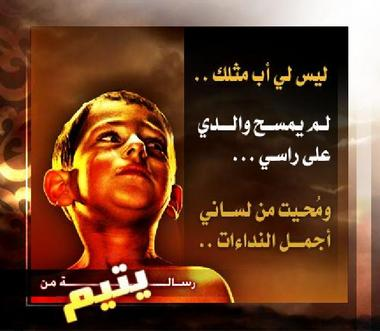 ليس لي أب مثلك ..
لم يمسح والدي
على راسي ...
ومُحيت من لساني
أجمل النداءات ..
رسالة من
يتيم